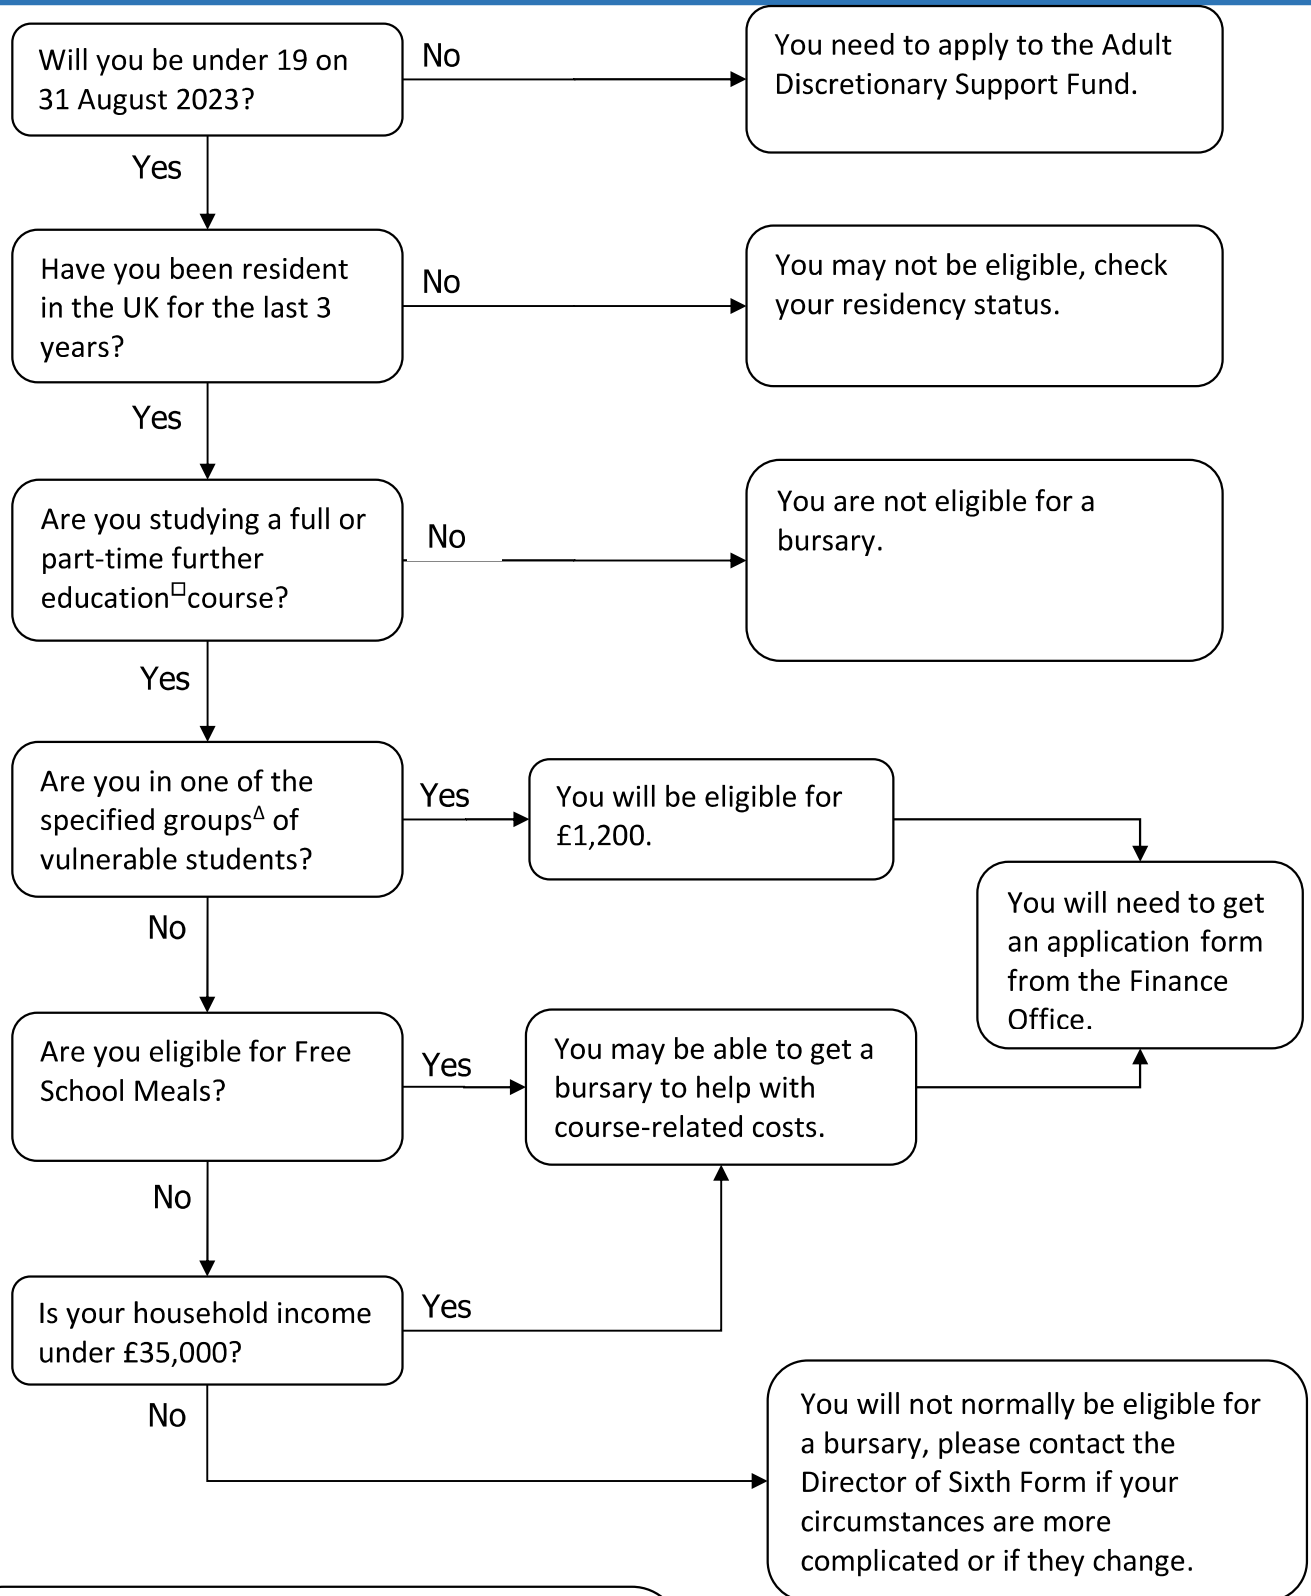 Will you be under 19 on
31 August 2023?
No
You need to apply to the Adult
Discretionary Support Fund.
Yes
Have you been resident
in the UK for the last 3
years?
No
You may not be eligible, check
your residency status.
Yes
Are you studying a full or
part-time further
education□course?
No
You are not eligible for a
bursary.
Yes
Are you in one of the
specified groupsᐞ of
vulnerable students?
Yes
You will be eligible for
£1,200.
You will need to get
an application form
from the Finance
Office.
No
Are you eligible for Free
School Meals?
Yes
You may be able to get a
bursary to help with
course-related costs.
No
Is your household income
under £35,000?
Yes
No
You will not normally be eligible for
a bursary, please contact the
Director of Sixth Form if your
circumstances are more
complicated or if they change.